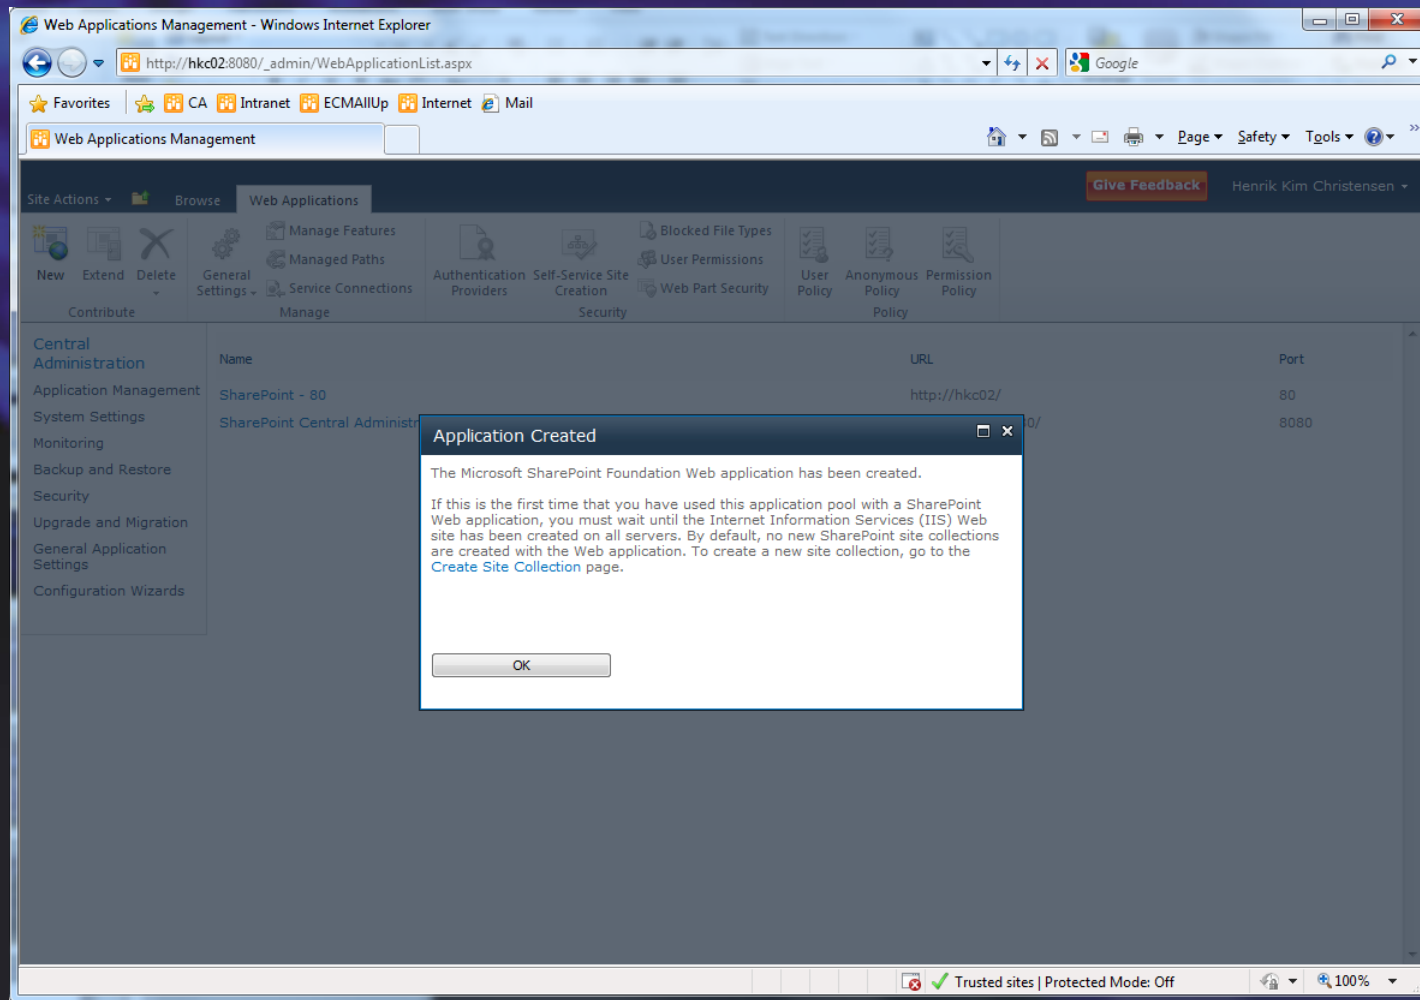 Web Applications Management - Windows Internet Explorer
http://hkc02:8080/_admin/WebApplicationList.aspx
Google
Favorites CA Intranet ECMAllUp Internet Mail
Web Applications Management
Page Safety Tools
Give Feedback Henrik Kim Christensen
Site Actions Browse Web Applications
New
Extend
Delete
Contribute
General
Settings
Manage Features
Managed Paths
Service Connections
Manage
Authentication
Providers
Self-Service Site
Creation
Blocked File Types
User Permissions
Web Part Security
Security
User
Policy
Anonymous
Policy
Permission
Policy
Policy
Central
Administration
Application Management
System Settings
Monitoring
Backup and Restore
Security
Upgrade and Migration
General Application
Settings
Configuration Wizards
Name URL Port
SharePoint - 80 http://hkc02/ 80
SharePoint Central Administr 0/ 8080
Application Created
The Microsoft SharePoint Foundation Web application has been created.
If this is the first time that you have used this application pool with a SharePoint
Web application, you must wait until the Internet Information Services (IIS) Web
site has been created on all servers. By default, no new SharePoint site collections
are created with the Web application. To create a new site collection, go to the
Create Site Collection page.
OK
Trusted sites | Protected Mode: Off 100%